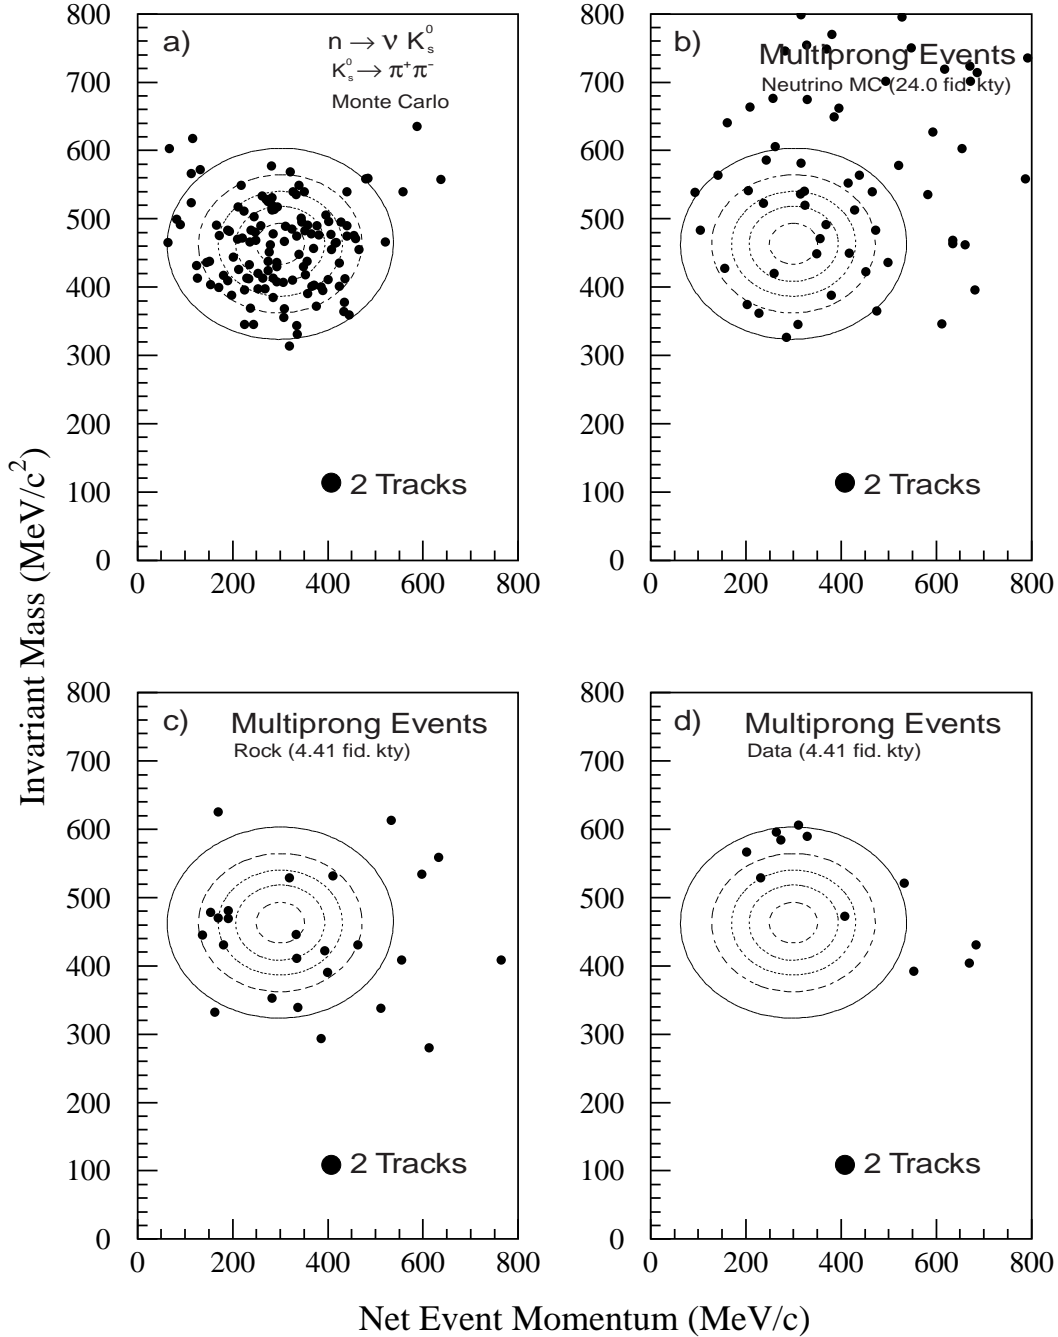 a)
n → ν K⁰ₛ
K⁰ₛ → π⁺ π⁻
Monte Carlo
2 Tracks
800
700
600
500
400
300
200
100
0
0 200 400 600 800
b)
Multiprong Events
Neutrino MC (24.0 fid. kty)
2 Tracks
800
700
600
500
400
300
200
100
0
0 200 400 600 800
Invariant Mass (MeV/c²)
c)
Multiprong Events
Rock (4.41 fid. kty)
2 Tracks
800
700
600
500
400
300
200
100
0
0 200 400 600 800
d)
Multiprong Events
Data (4.41 fid. kty)
2 Tracks
800
700
600
500
400
300
200
100
0
0 200 400 600 800
Net Event Momentum (MeV/c)